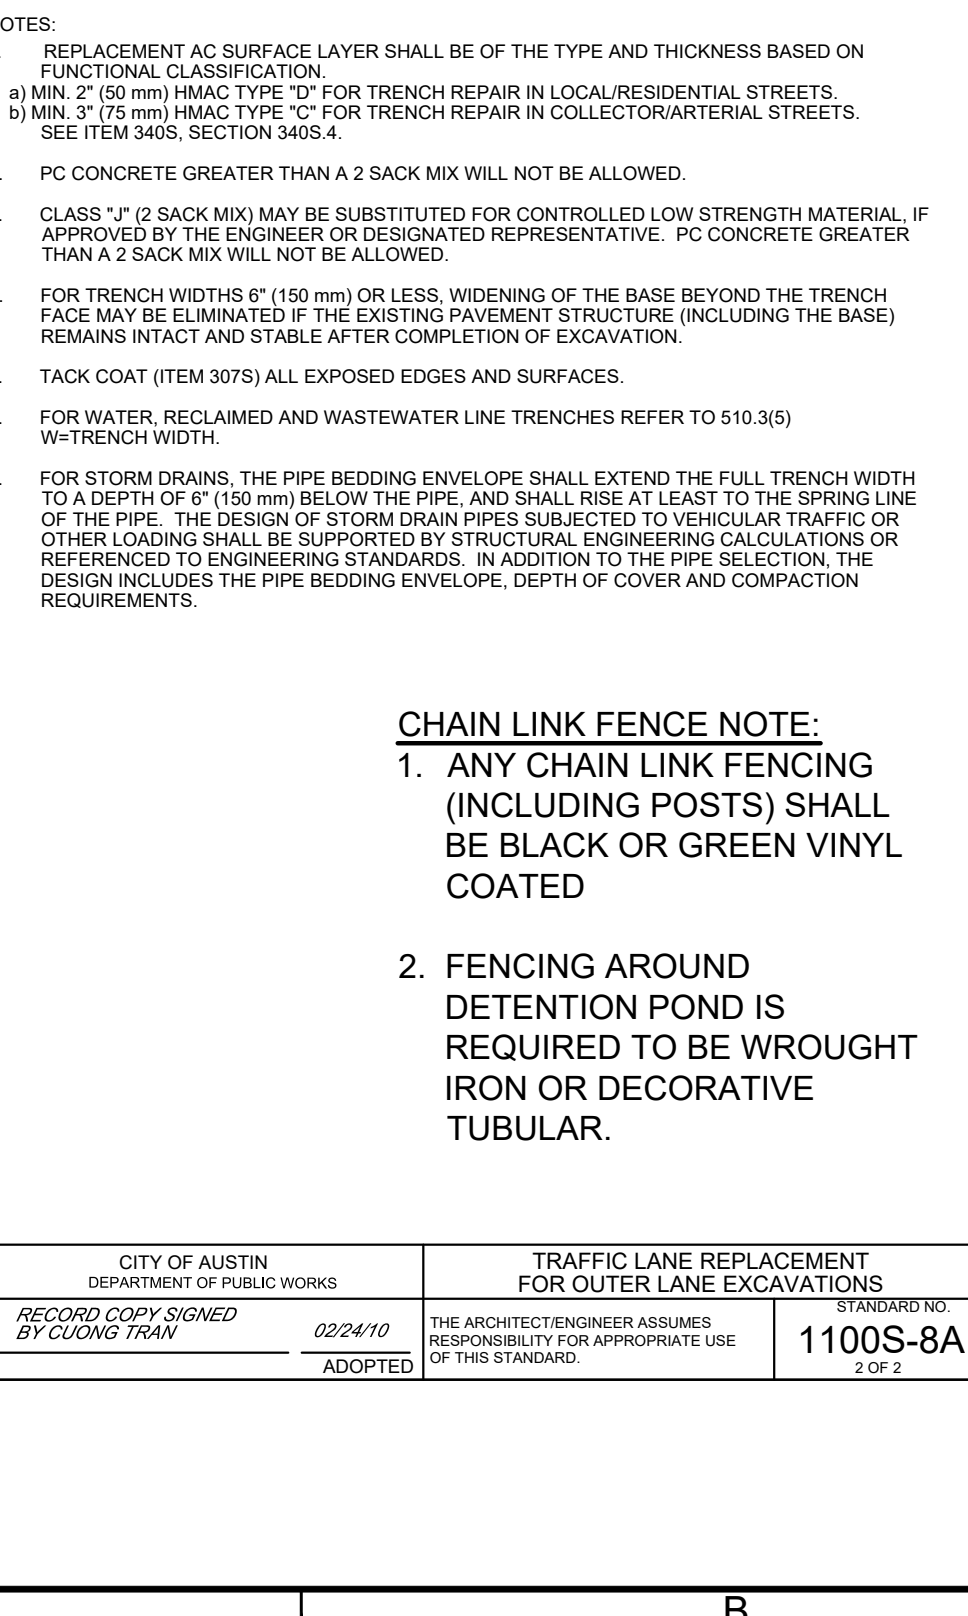 OTES:
. REPLACEMENT AC SURFACE LAYER SHALL BE OF THE TYPE AND THICKNESS BASED ON
FUNCTIONAL CLASSIFICATION.
a) MIN. 2" (50 mm) HMAC TYPE "D" FOR TRENCH REPAIR IN LOCAL/RESIDENTIAL STREETS.
b) MIN. 3" (75 mm) HMAC TYPE "C" FOR TRENCH REPAIR IN COLLECTOR/ARTERIAL STREETS.
SEE ITEM 340S, SECTION 340S.4.
. PC CONCRETE GREATER THAN A 2 SACK MIX WILL NOT BE ALLOWED.
. CLASS "J" (2 SACK MIX) MAY BE SUBSTITUTED FOR CONTROLLED LOW STRENGTH MATERIAL, IF
APPROVED BY THE ENGINEER OR DESIGNATED REPRESENTATIVE. PC CONCRETE GREATER
THAN A 2 SACK MIX WILL NOT BE ALLOWED.
. FOR TRENCH WIDTHS 6" (150 mm) OR LESS, WIDENING OF THE BASE BEYOND THE TRENCH
FACE MAY BE ELIMINATED IF THE EXISTING PAVEMENT STRUCTURE (INCLUDING THE BASE)
REMAINS INTACT AND STABLE AFTER COMPLETION OF EXCAVATION.
. TACK COAT (ITEM 307S) ALL EXPOSED EDGES AND SURFACES.
. FOR WATER, RECLAIMED AND WASTEWATER LINE TRENCHES REFER TO 510.3(5)
W=TRENCH WIDTH.
. FOR STORM DRAINS, THE PIPE BEDDING ENVELOPE SHALL EXTEND THE FULL TRENCH WIDTH
TO A DEPTH OF 6" (150 mm) BELOW THE PIPE, AND SHALL RISE AT LEAST TO THE SPRING LINE
OF THE PIPE. THE DESIGN OF STORM DRAIN PIPES SUBJECTED TO VEHICULAR TRAFFIC OR
OTHER LOADING SHALL BE SUPPORTED BY STRUCTURAL ENGINEERING CALCULATIONS OR
REFERENCED TO ENGINEERING STANDARDS. IN ADDITION TO THE PIPE SELECTION, THE
DESIGN INCLUDES THE PIPE BEDDING ENVELOPE, DEPTH OF COVER AND COMPACTION
REQUIREMENTS.
CHAIN LINK FENCE NOTE:
1. ANY CHAIN LINK FENCING
(INCLUDING POSTS) SHALL
BE BLACK OR GREEN VINYL
COATED
2. FENCING AROUND
DETENTION POND IS
REQUIRED TO BE WROUGHT
IRON OR DECORATIVE
TUBULAR.
CITY OF AUSTIN
DEPARTMENT OF PUBLIC WORKS
TRAFFIC LANE REPLACEMENT
FOR OUTER LANE EXCAVATIONS
RECORD COPY SIGNED
BY CUONG TRAN
02/24/10
ADOPTED
THE ARCHITECT/ENGINEER ASSUMES
RESPONSIBILITY FOR APPROPRIATE USE
OF THIS STANDARD.
STANDARD NO.
1100S-8A
2 OF 2
B